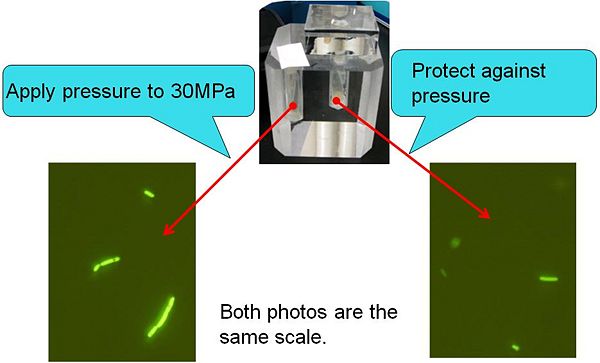 Apply pressure to 30MPa
Protect against
pressure
Both photos are the
same scale.